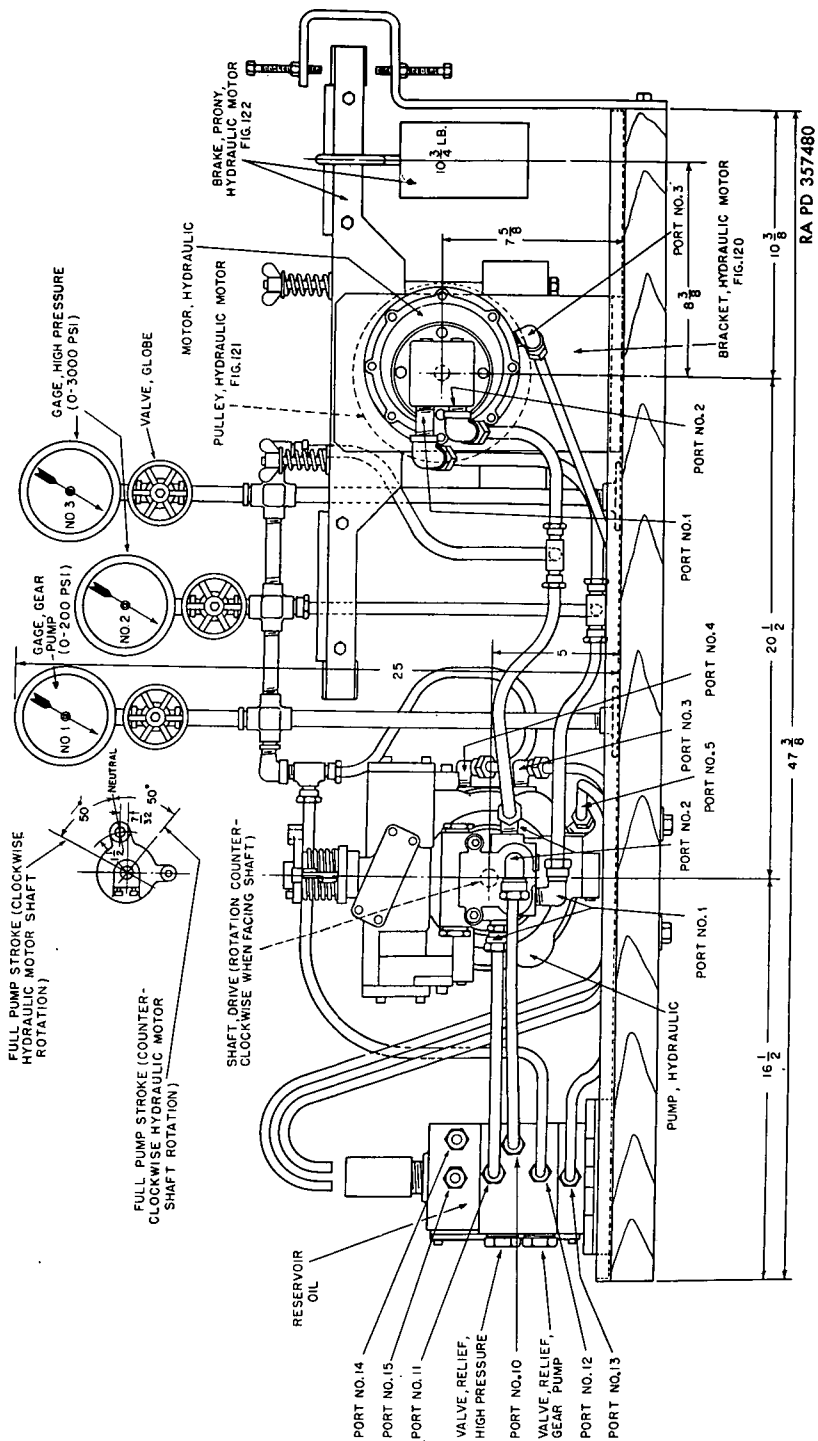 FULL PUMP STROKE (CLOCKWISE
HYDRAULIC MOTOR SHAFT
ROTATION)
50°
NEUTRAL
1 1/2
21/32
50°
FULL PUMP STROKE (COUNTER-
CLOCKWISE HYDRAULIC MOTOR
SHAFT ROTATION)
GAGE, GEAR
PUMP
(0-200 PSI)
NO 1
NO. 2
NO 3
GAGE, HIGH PRESSURE
(0-3000 PSI)
VALVE, GLOBE
PULLEY, HYDRAULIC MOTOR
FIG. 121
MOTOR, HYDRAULIC
BRAKE, PRONY,
HYDRAULIC MOTOR
FIG. 122
10 3/4 LB.
SHAFT, DRIVE (ROTATION COUNTER-
CLOCKWISE WHEN FACING SHAFT)
25
5
7 5/8
RESERVOIR
OIL
PORT NO. 14
PORT NO. 15
PORT NO. 11
VALVE, RELIEF,
HIGH PRESSURE
PORT NO. 10
VALVE, RELIEF,
GEAR PUMP
PORT NO. 12
PORT NO. 13
PUMP, HYDRAULIC
PORT NO. 1
PORT NO. 2
PORT NO. 5
PORT NO. 3
PORT NO. 4
PORT NO. 1
PORT NO. 2
BRACKET, HYDRAULIC MOTOR
FIG. 120
PORT NO. 3
8 3/8
16 1/2
20 1/2
10 3/8
47 3/8
RA PD 357480